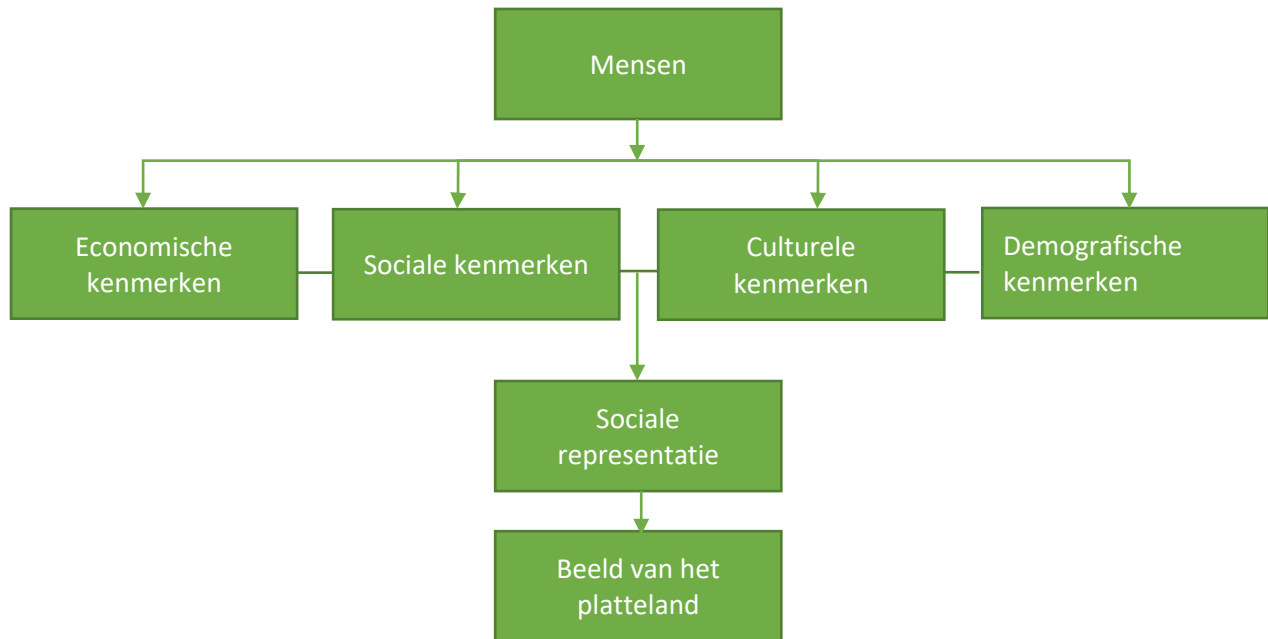 Mensen
Economische
kenmerken
Sociale kenmerken
Culturele
kenmerken
Demografische
kenmerken
Sociale
representatie
Beeld van het
platteland